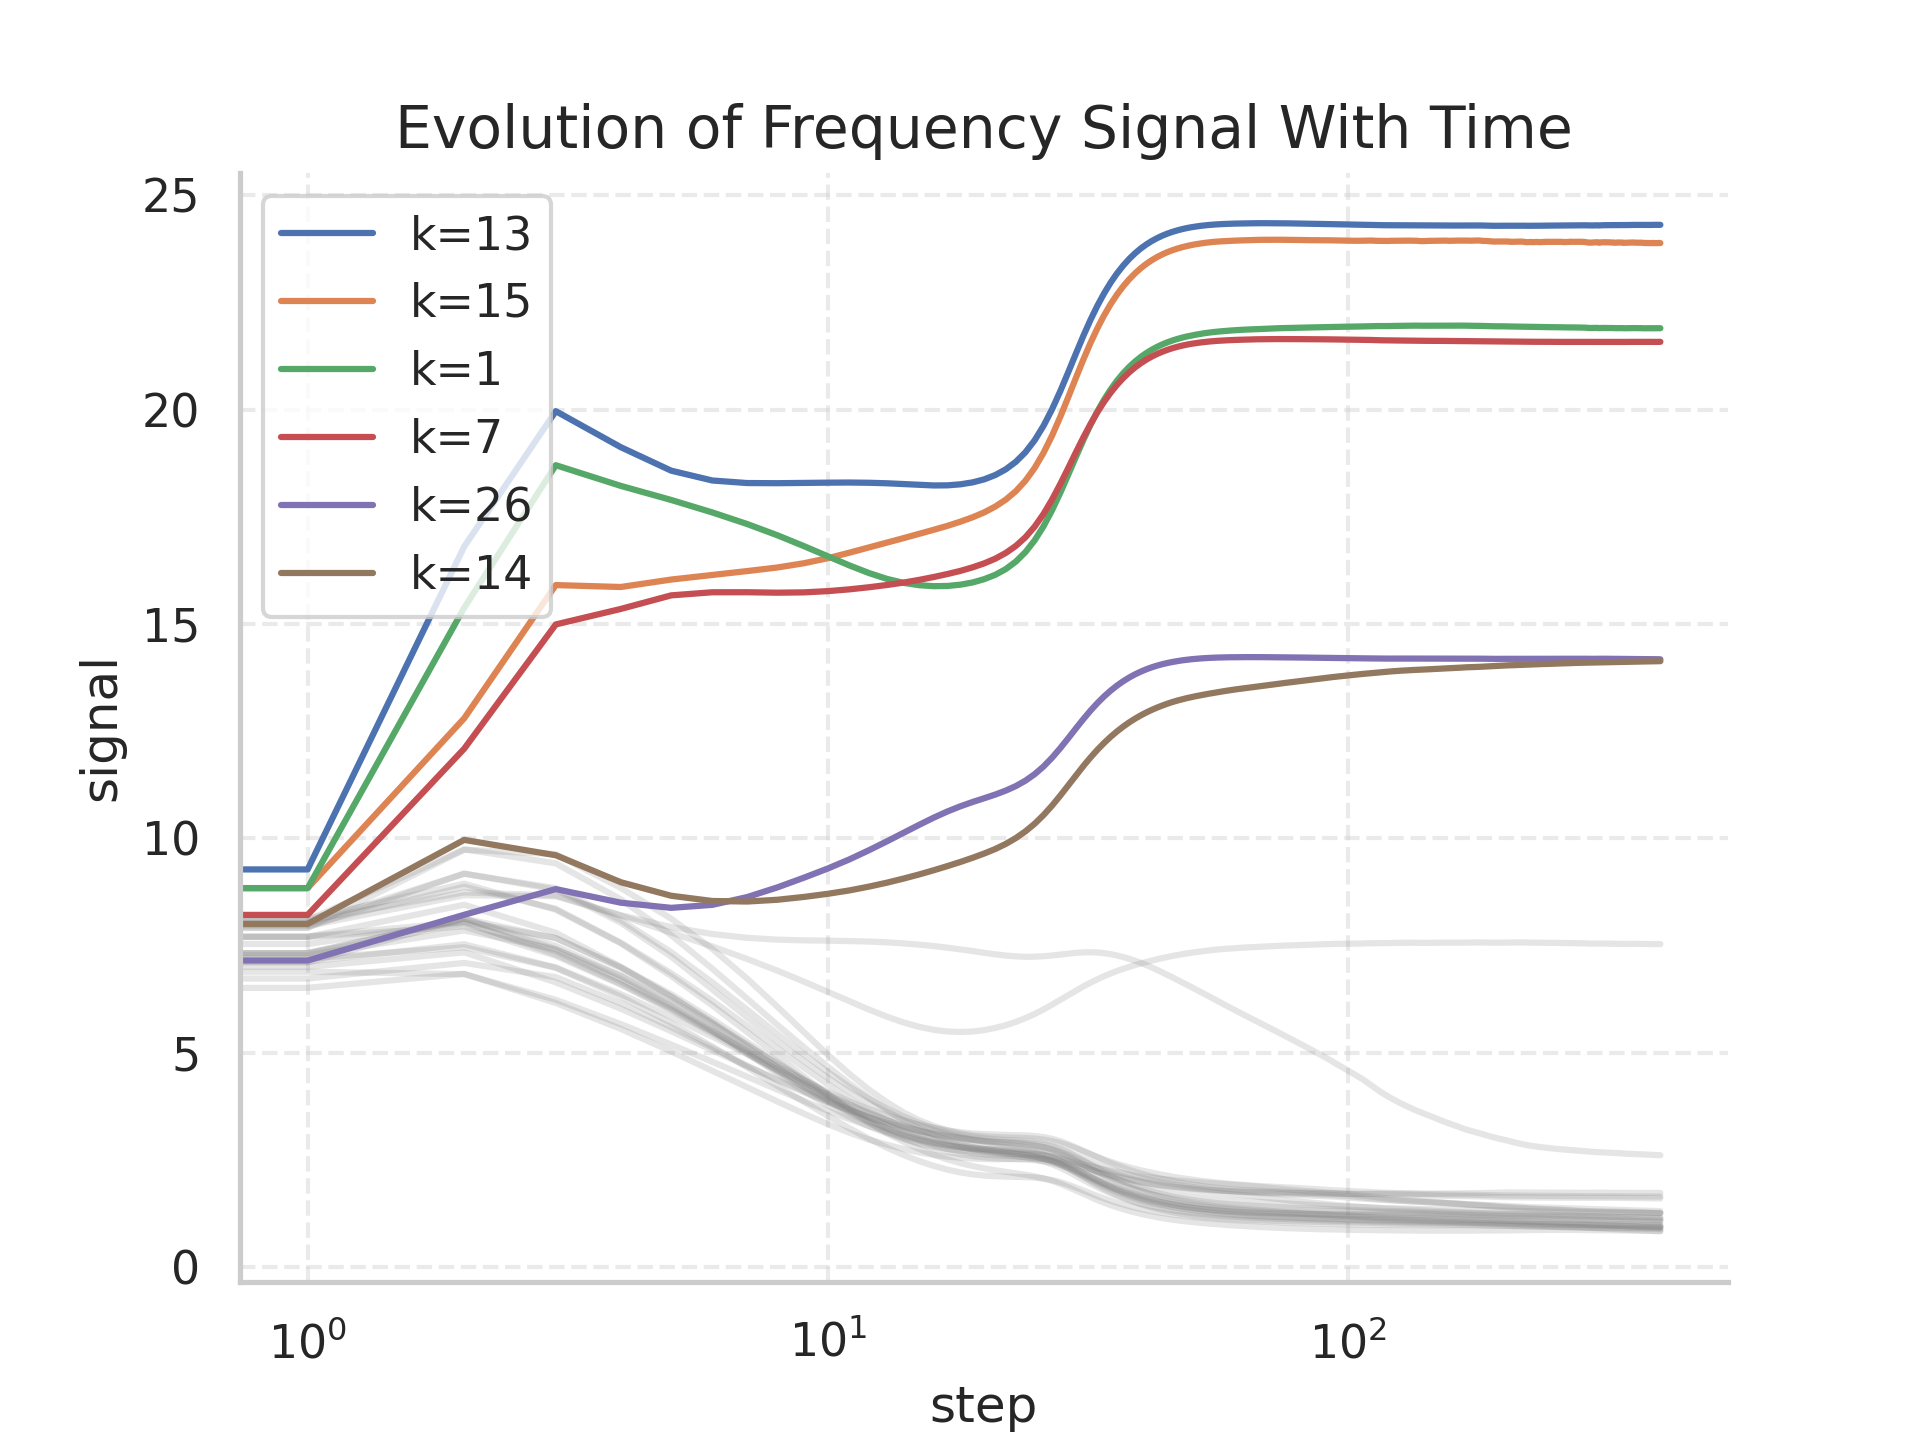 Evolution of Frequency Signal With Time
25
20
15
10
5
0
signal
k=13
k=15
k=1
k=7
k=26
k=14
10⁰
10¹
10²
step